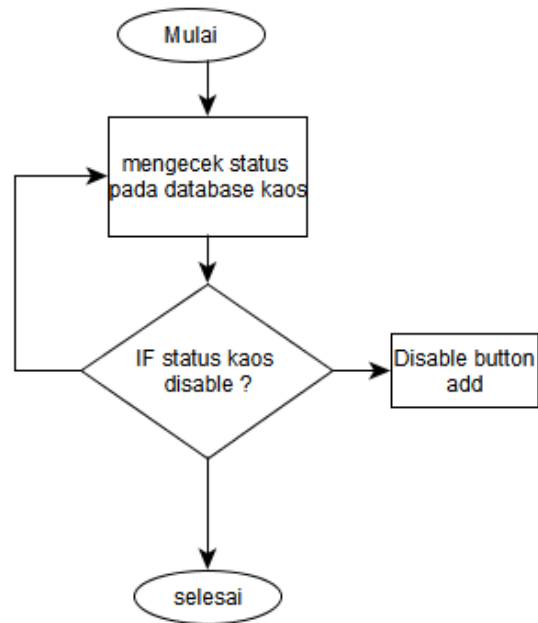 Mulai
mengecek status
pada database kaos
IF status kaos
disable ?
Disable button
add
selesai